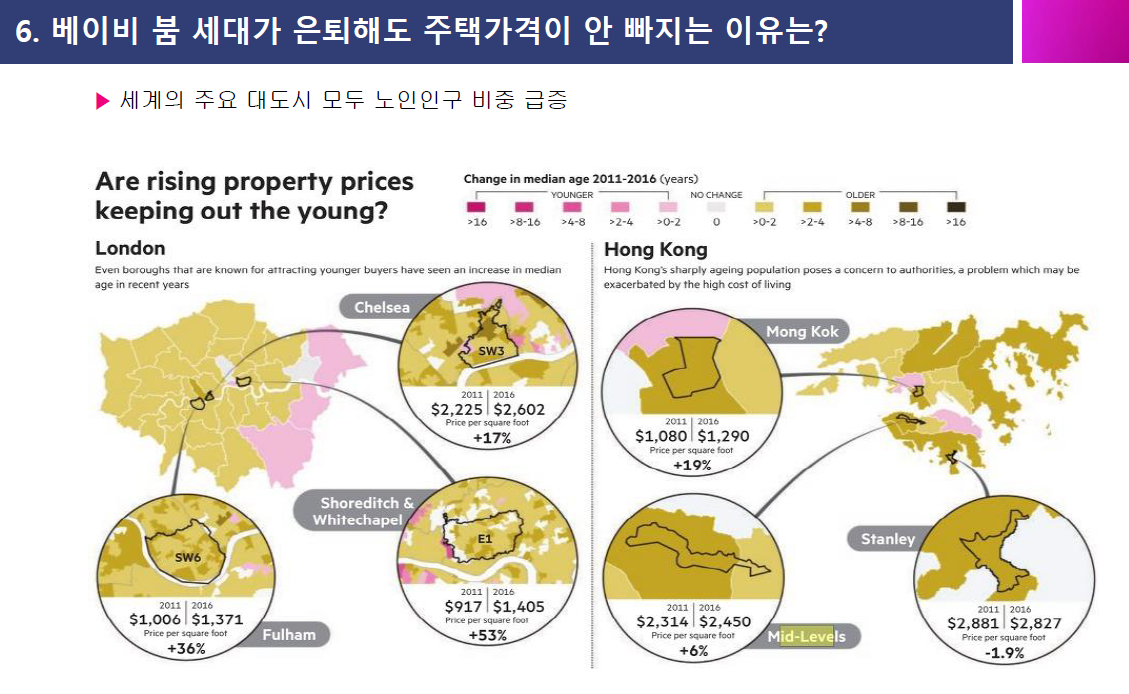 6. 베이비 붐 세대가 은퇴해도 주택가격이 안 빠지는 이유는?
▶ 세계의 주요 대도시 모두 노인인구 비중 급증
Are rising property prices
keeping out the young?
Change in median age 2011-2016 (years)
YOUNGER NO CHANGE OLDER
>16 >8-16 >4-8 >2-4 >0-2 0 >0-2 >2-4 >4-8 >8-16 >16
London
Even boroughs that are known for attracting younger buyers have seen an increase in median
age in recent years
Chelsea
SW3
2011 | 2016
$2,225 | $2,602
Price per square foot
+17%
Shoreditch &
Whitechapel
E1
2011 | 2016
$917 | $1,405
Price per square foot
+53%
SW6
2011 | 2016
$1,006 | $1,371
Price per square foot
+36%
Fulham
Hong Kong
Hong Kong's sharply ageing population poses a concern to authorities, a problem which may be
exacerbated by the high cost of living
Mong Kok
2011 | 2016
$1,080 | $1,290
Price per square foot
+19%
2011 | 2016
$2,314 | $2,450
Price per square foot
+6%
Mid-Levels
Stanley
2011 | 2016
$2,881 | $2,827
Price per square foot
-1.9%